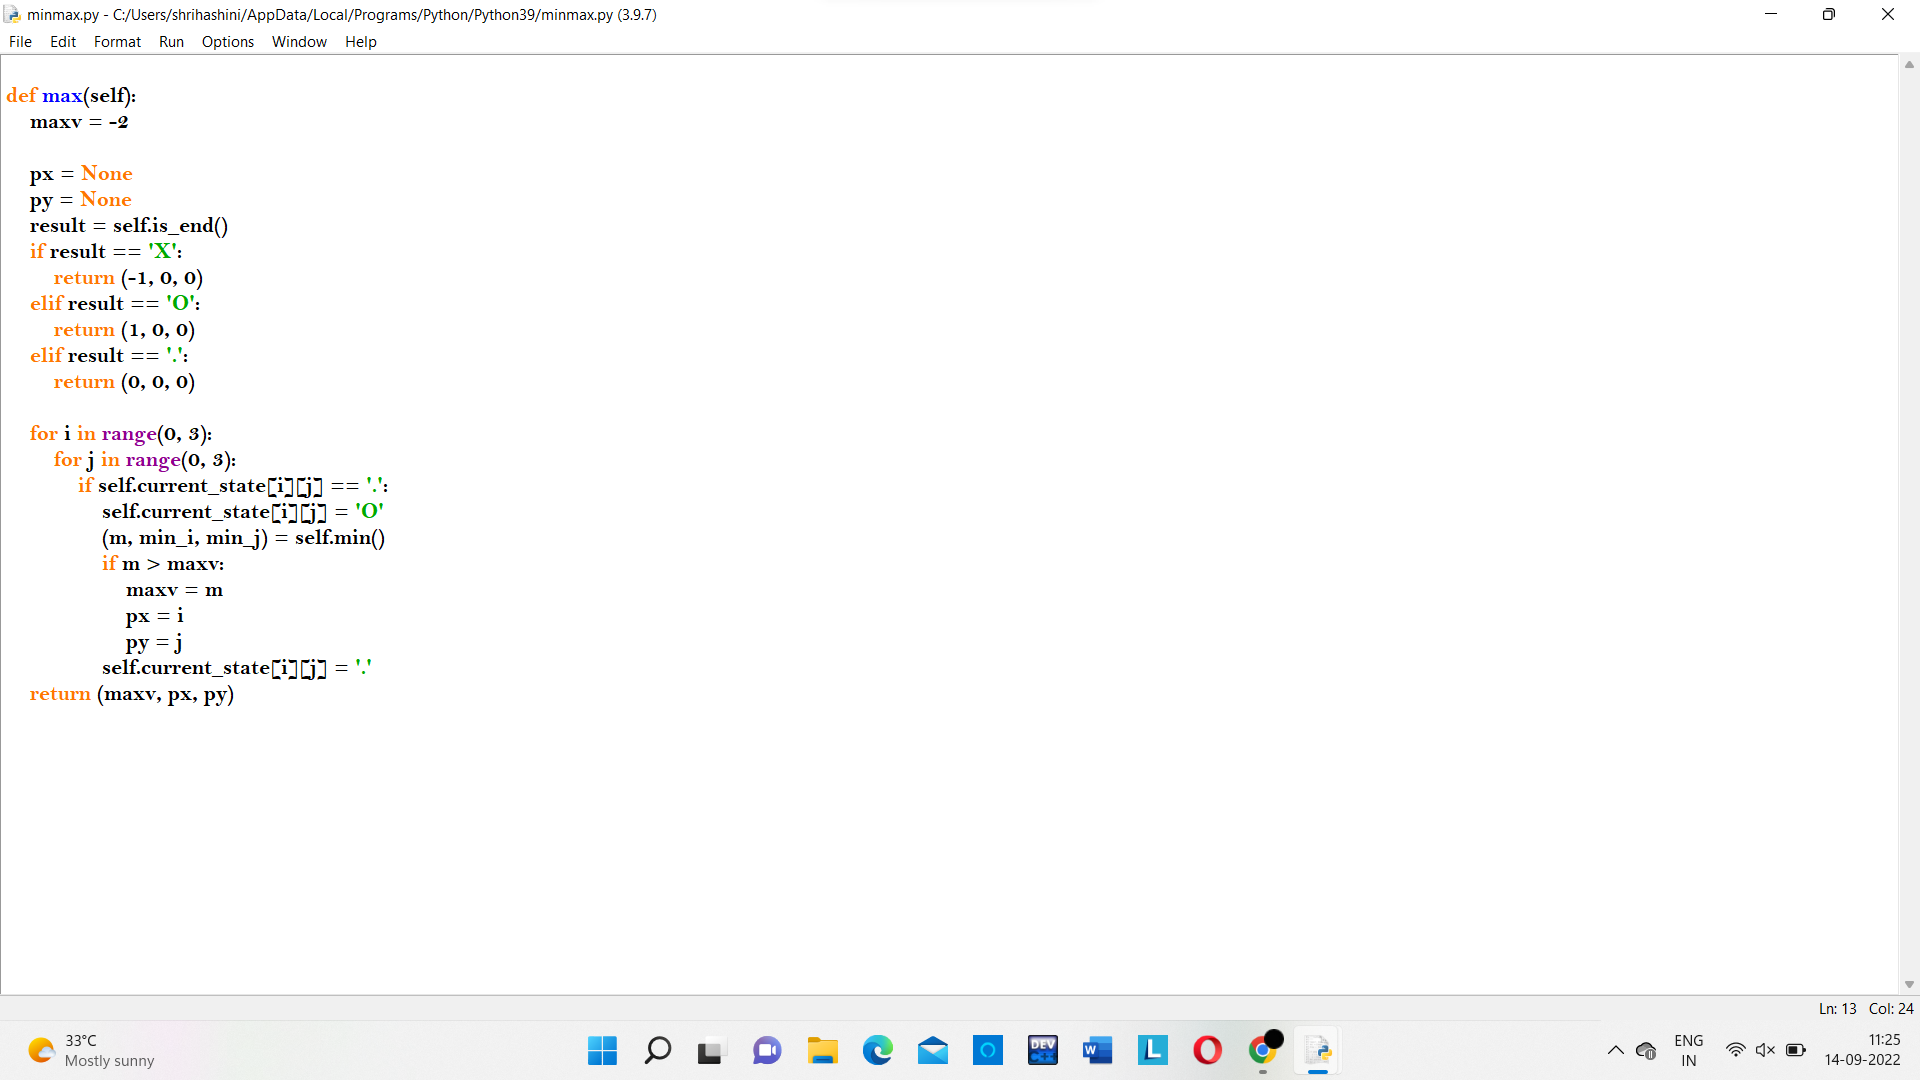 minmax.py - C:/Users/shrihashini/AppData/Local/Programs/Python/Python39/minmax.py (3.9.7)
File Edit Format Run Options Window Help
def max(self):
    maxv = -2

    px = None
    py = None
    result = self.is_end()
    if result == 'X':
        return (-1, 0, 0)
    elif result == 'O':
        return (1, 0, 0)
    elif result == '.':
        return (0, 0, 0)

    for i in range(0, 3):
        for j in range(0, 3):
            if self.current_state[i][j] == '.':
                self.current_state[i][j] = 'O'
                (m, min_i, min_j) = self.min()
                if m > maxv:
                    maxv = m
                    px = i
                    py = j
                self.current_state[i][j] = '.'
    return (maxv, px, py)
Ln: 13 Col: 24
33°C
Mostly sunny
DEV
C++
W
L
ENG
IN
11:25
14-09-2022